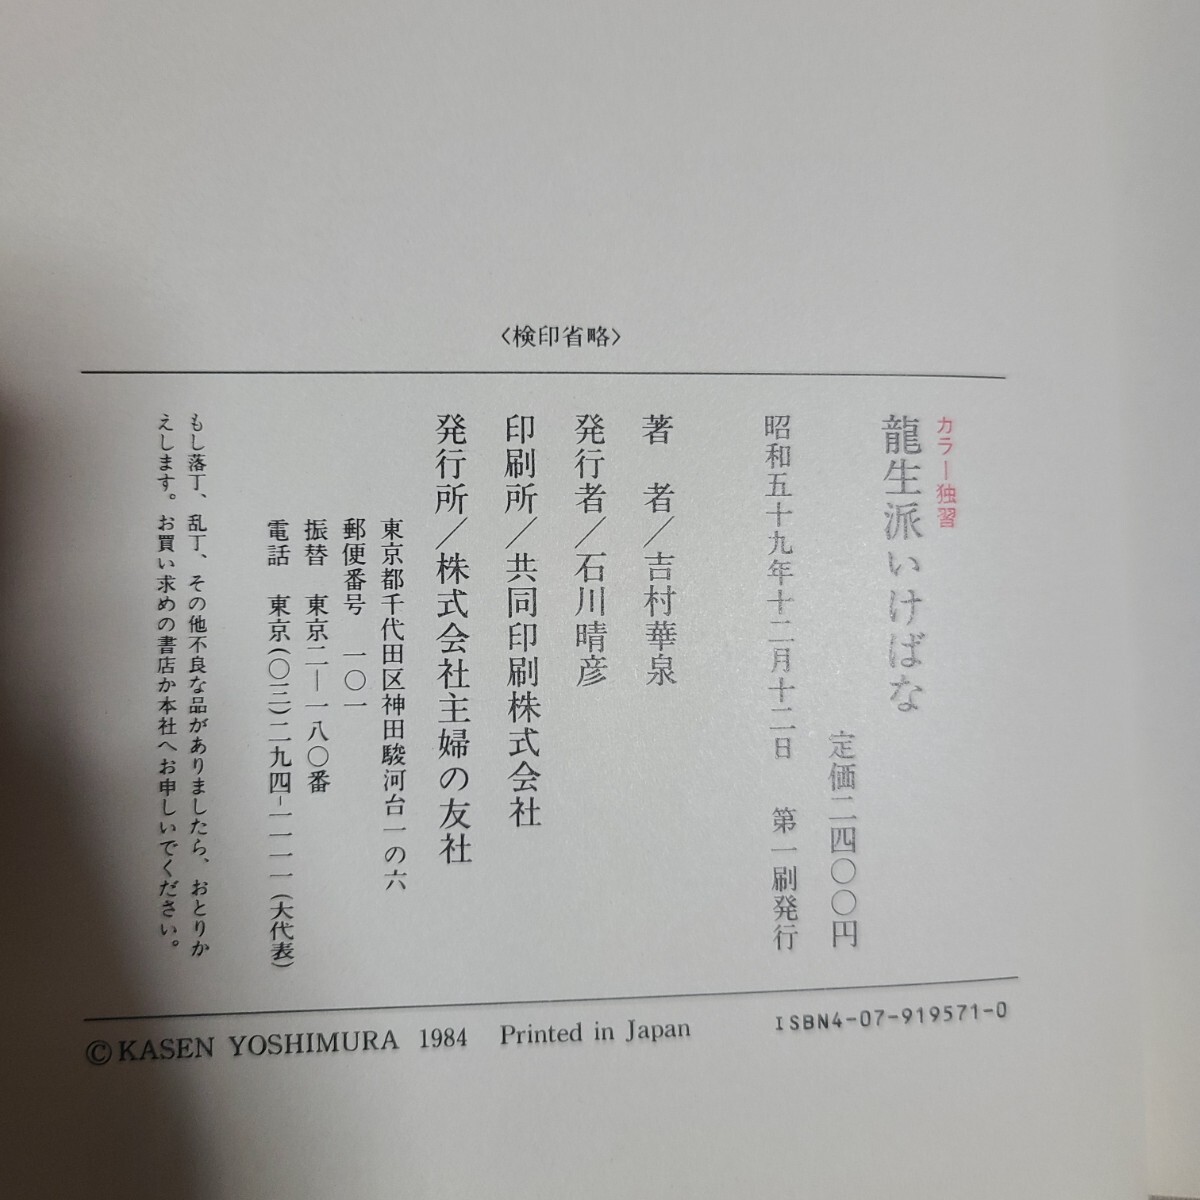 〈検印省略〉
カラー独習
龍生派いけばな
定価二四〇〇円
昭和五十九年十二月十二日　第一刷発行
著　者／吉村華泉
発行者／石川晴彦
印刷所／共同印刷株式会社
発行所／株式会社主婦の友社
東京都千代田区神田駿河台一の六
郵便番号　一〇一
振替　東京二―一八〇番
電話　東京(〇三)二九四-一一一一(大代表)
もし落丁、乱丁、その他不良な品がありましたら、おとりか
えします。お買い求めの書店か本社へお申しいでください。
©KASEN YOSHIMURA 1984 Printed in Japan
ISBN4-07-919571-0